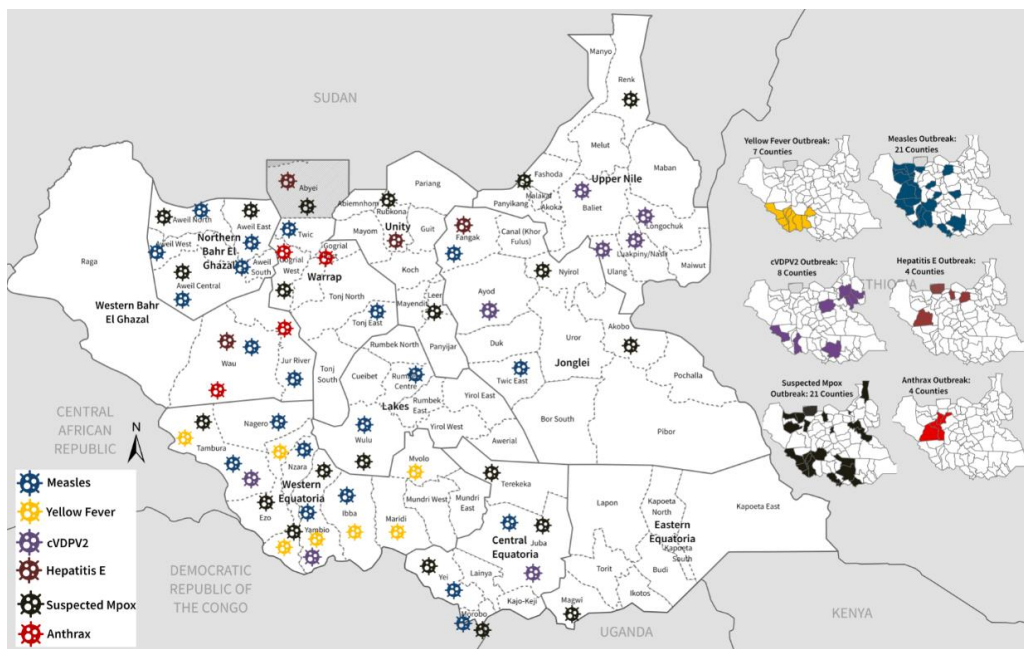 SUDAN
Manyo
Renk
Melut
Maban
Fashoda
Upper Nile
Malakal
Panyikang
Akoka
Baliet
Longochuk
Luakpiny/Nasir
Ulang
Maiwut
Abyei
Pariang
Abiemnhom
Rubkona
Mayom
Unity
Guit
Fangak
Canal (Khor
Fulus)
Nyirol
Koch
Mayendit
Leer
Ayod
Panyijar
Duk
Uror
Akobo
Jonglei
Twic East
Pochalla
Bor South
Pibor
Raga
Aweil North
Aweil East
Aweil West
Northern
Bahr El
Ghazal
Aweil
South
Aweil Central
Twic
Gogrial
West
Gogrial
Warrap
Tonj North
Tonj East
Tonj
South
Western Bahr
El Ghazal
Wau
Jur River
Rumbek North
Cueibet
Rumbek
Centre
Rumbek
East
Lakes
Yirol East
Yirol West
Awerial
Wulu
CENTRAL
AFRICAN
REPUBLIC
N
Nagero
Tambura
Nzara
Western
Equatoria
Ezo
Yambio
Ibba
Maridi
Mvolo
Mundri West
Mundri
East
Terekeka
Central
Equatoria
Juba
Yei
Lainya
Morobo
Kajo-Keji
Magwi
Lapon
Kapoeta
North
Kapoeta East
Eastern
Equatoria
Kapoeta
South
Torit
Budi
Ikotos
DEMOCRATIC
REPUBLIC OF
THE CONGO
UGANDA
KENYA
THIOPIA
Measles
Yellow Fever
cVDPV2
Hepatitis E
Suspected Mpox
Anthrax
Yellow Fever Outbreak:
7 Counties
Measles Outbreak:
21 Counties
cVDPV2 Outbreak:
8 Counties
Hepatitis E Outbreak:
4 Counties
Suspected Mpox
Outbreak: 21 Counties
Anthrax Outbreak:
4 Counties